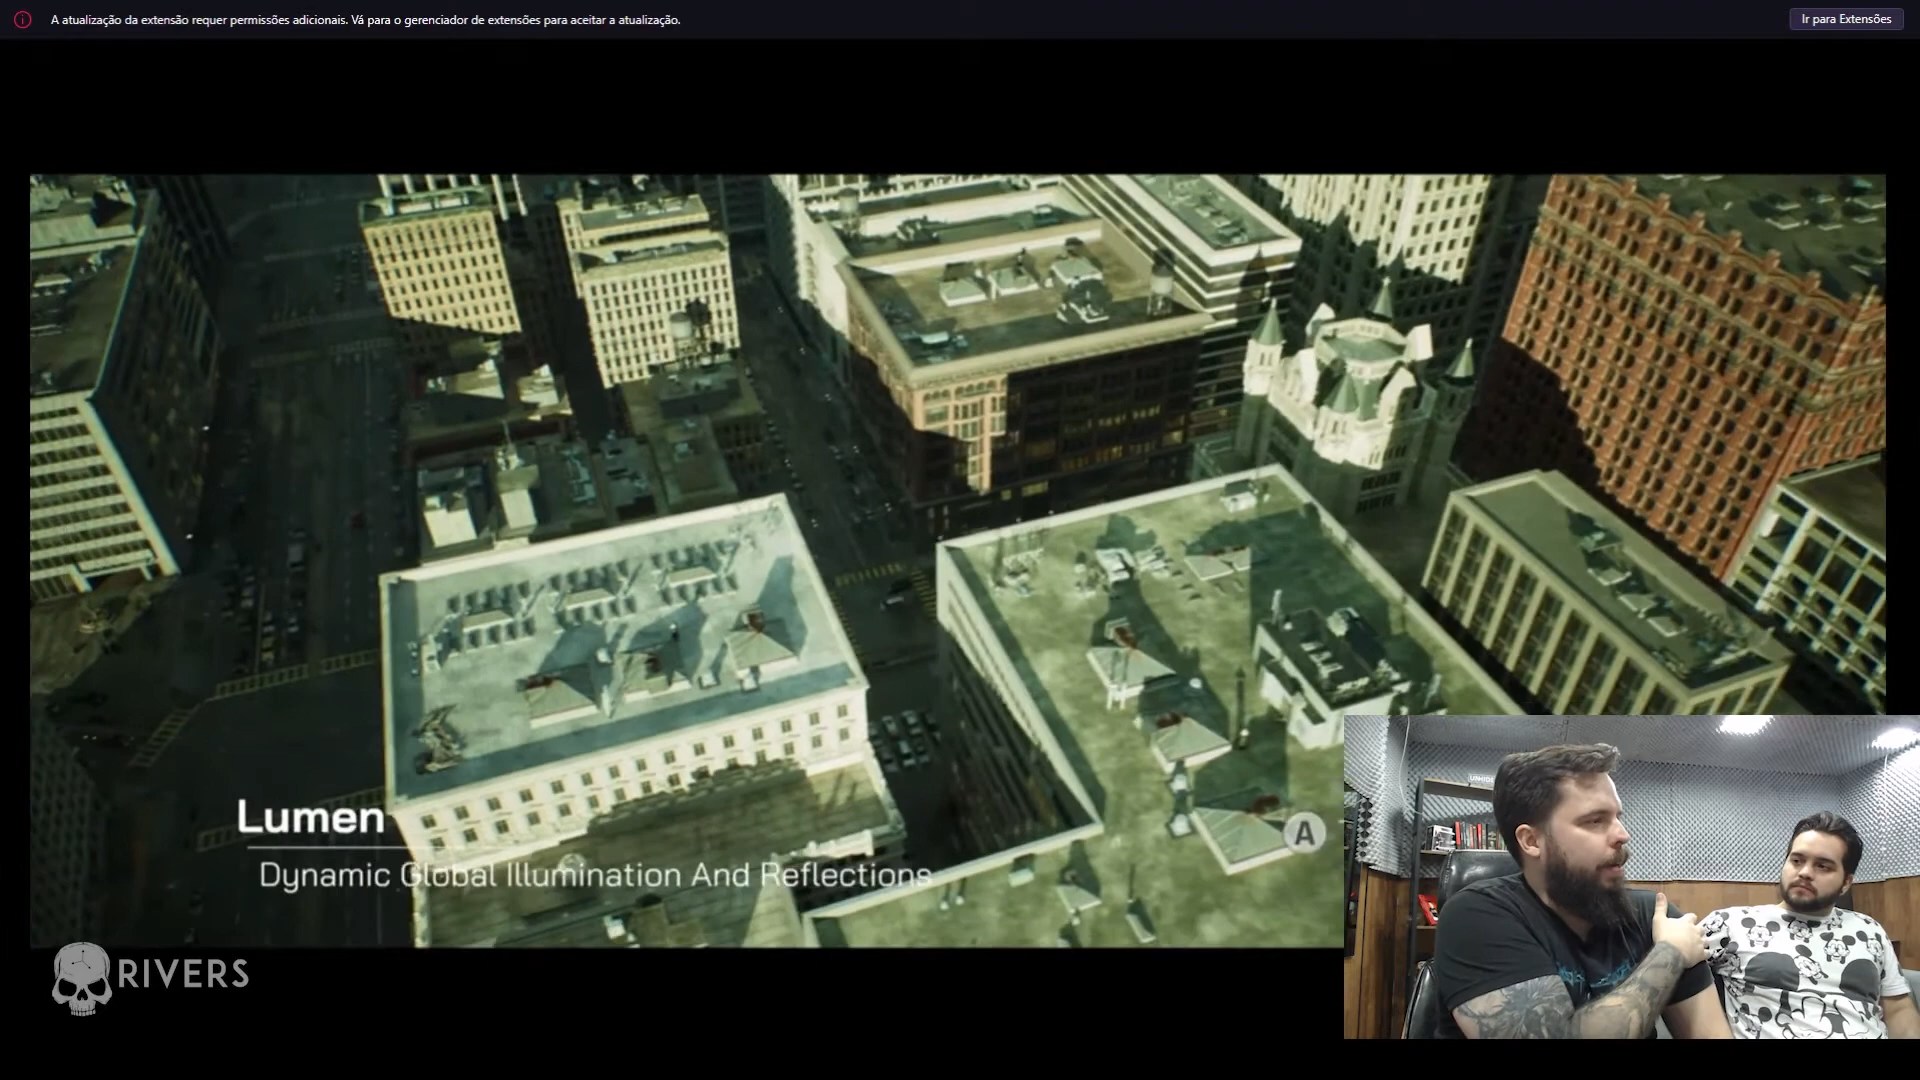 A atualização da extensão requer permissões adicionais. Vá para o gerenciador de extensões para aceitar a atualização.
Ir para Extensões
Lumen
Dynamic Global Illumination And Reflections
A
RIVERS